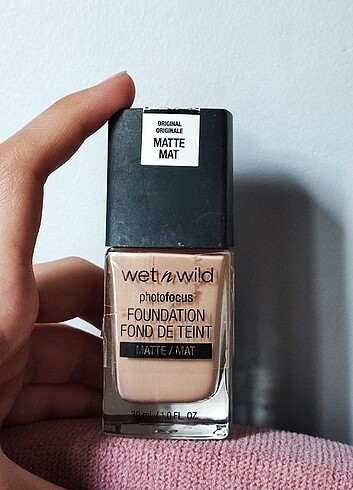 ORIGINAL
ORIGINALE
MATTE
MAT
wet n wild
photofocus
FOUNDATION
FOND DE TEINT
MATTE / MAT
30 mL / 1.0 FL. OZ.